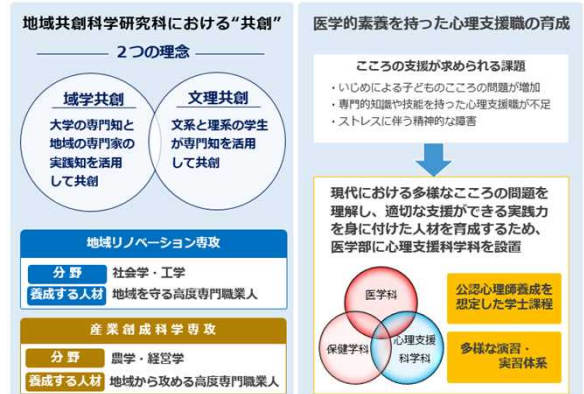 地域共創科学研究科における“共創”
２つの理念
域学共創
大学の専門知と
地域の専門家の
実践知を活用
して共創
文理共創
文系と理系の学生
が専門知を活用
して共創
地域リノベーション専攻
分 野 社会学・工学
養成する人材 地域を守る高度専門職業人
産業創成科学専攻
分 野 農学・経営学
養成する人材 地域から攻める高度専門職業人
医学的素養を持った心理支援職の育成
こころの支援が求められる課題
・いじめによる子どものこころの問題が増加
・専門的知識や技能を持った心理支援職が不足
・ストレスに伴う精神的な障害
現代における多様なこころの問題を
理解し、適切な支援ができる実践力
を身に付けた人材を育成するため、
医学部に心理支援科学科を設置
医学科
保健学科
心理支援
科学科
公認心理師養成を
想定した学士課程
多様な演習・
実習体系